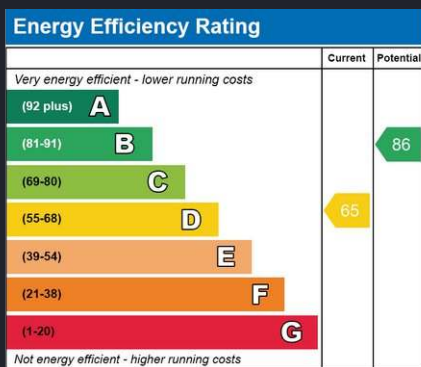 Energy Efficiency Rating
Current Potential
Very energy efficient - lower running costs
(92 plus) A
(81-91) B
86
(69-80) C
(55-68) D
65
(39-54) E
(21-38) F
(1-20) G
Not energy efficient - higher running costs